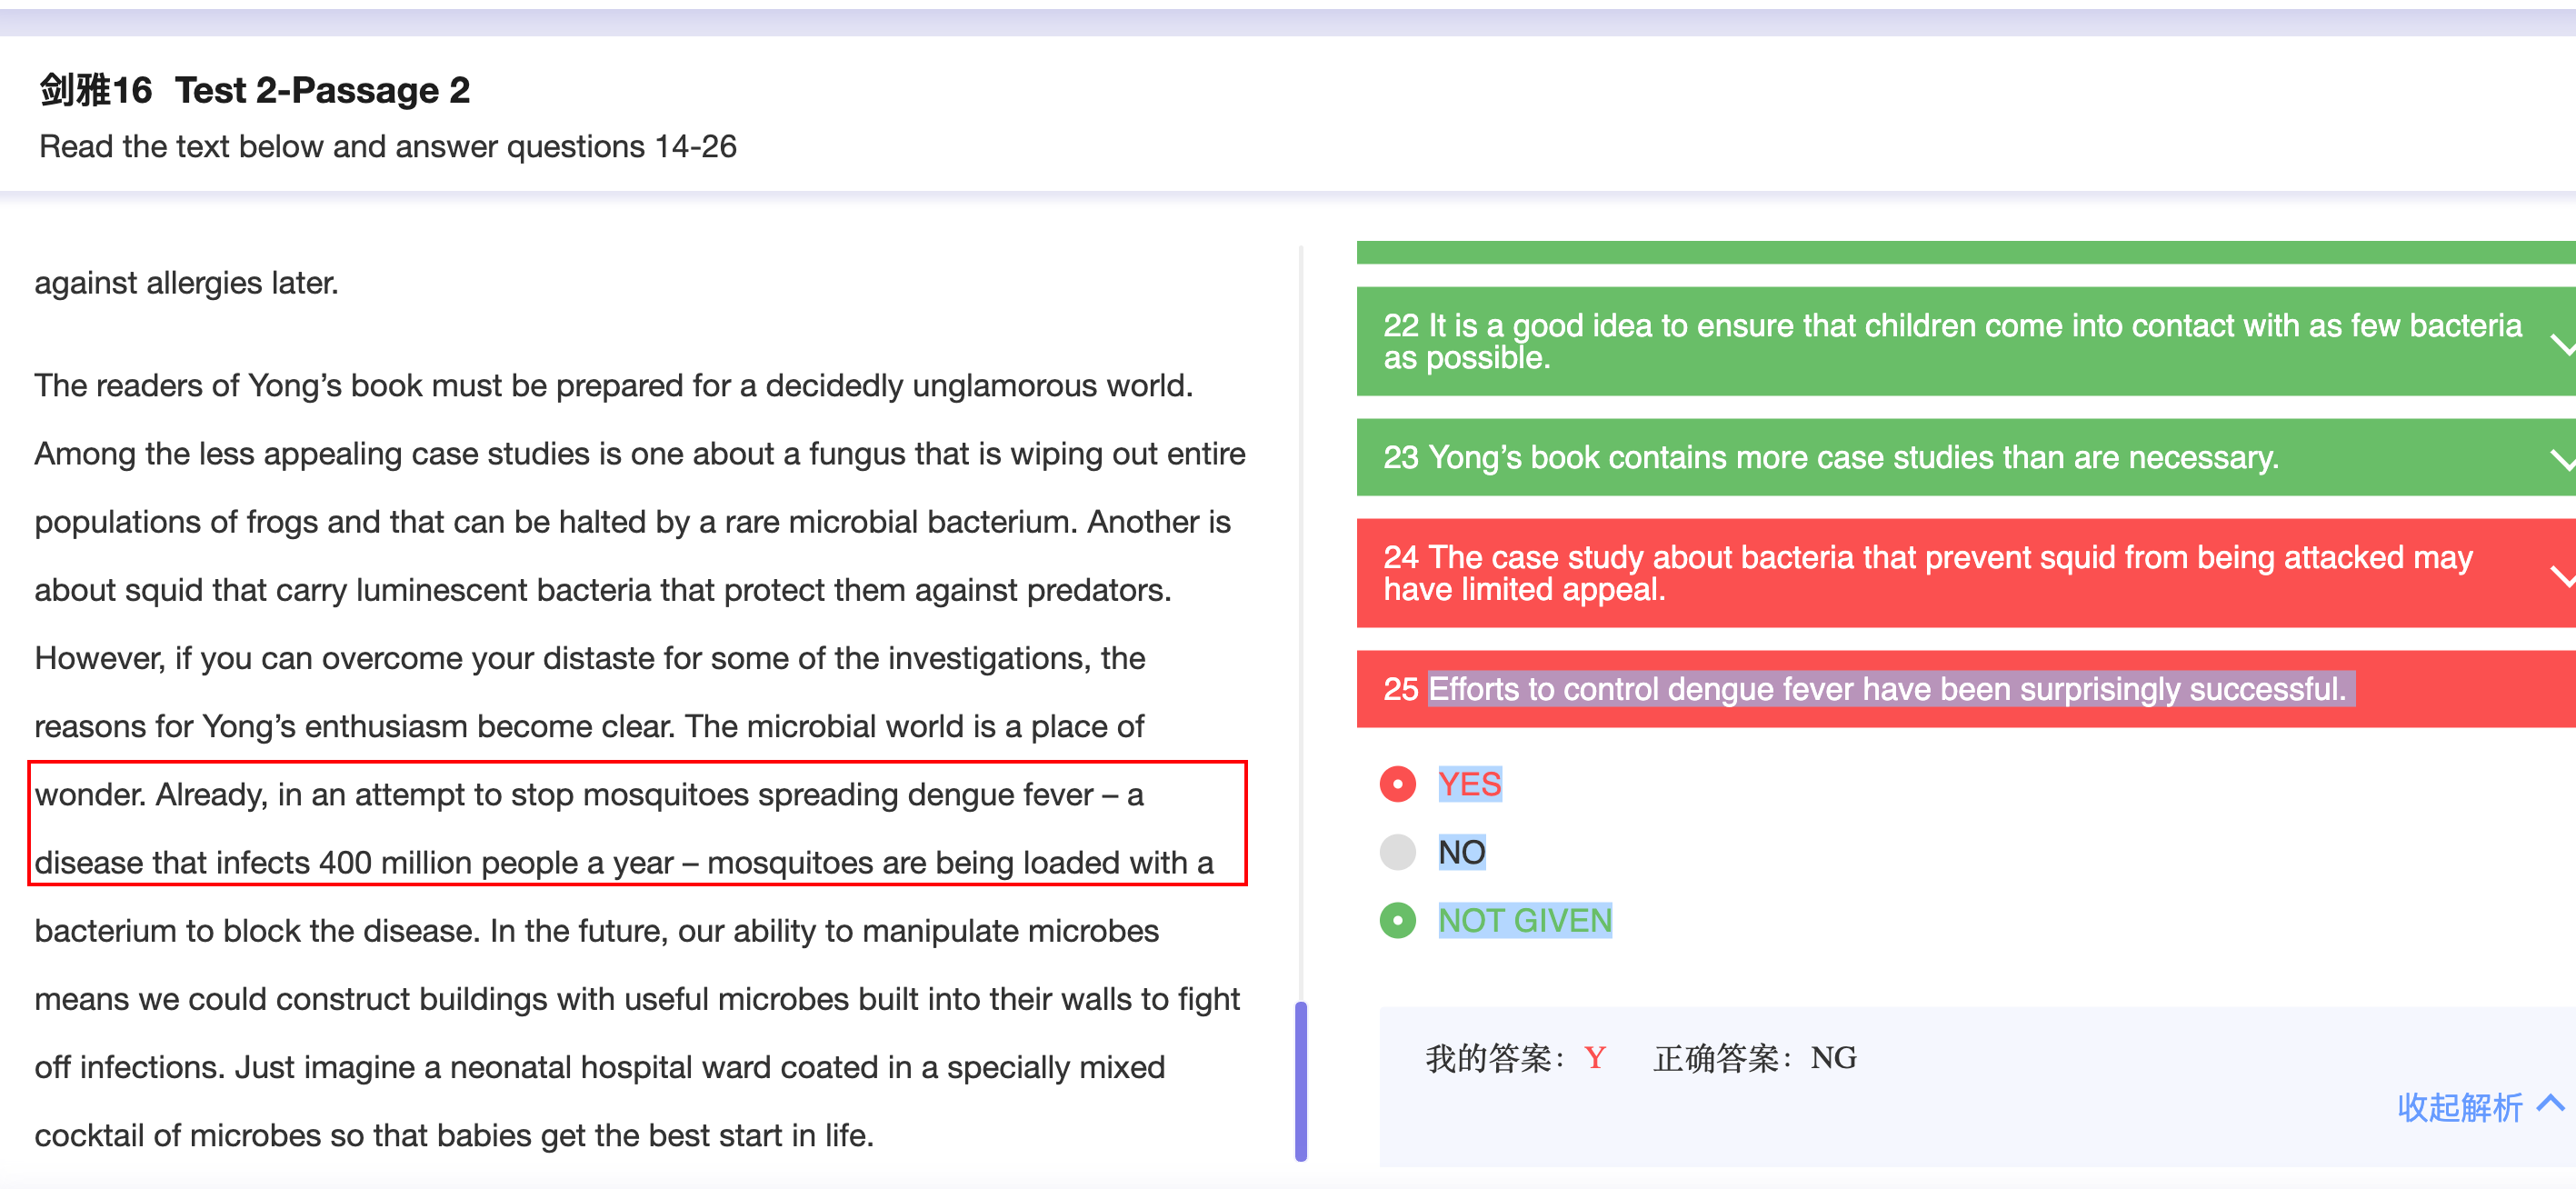 剑雅16 Test 2-Passage 2
Read the text below and answer questions 14-26
against allergies later.
The readers of Yong’s book must be prepared for a decidedly unglamorous world.
Among the less appealing case studies is one about a fungus that is wiping out entire
populations of frogs and that can be halted by a rare microbial bacterium. Another is
about squid that carry luminescent bacteria that protect them against predators.
However, if you can overcome your distaste for some of the investigations, the
reasons for Yong’s enthusiasm become clear. The microbial world is a place of
wonder. Already, in an attempt to stop mosquitoes spreading dengue fever – a
disease that infects 400 million people a year – mosquitoes are being loaded with a
bacterium to block the disease. In the future, our ability to manipulate microbes
means we could construct buildings with useful microbes built into their walls to fight
off infections. Just imagine a neonatal hospital ward coated in a specially mixed
cocktail of microbes so that babies get the best start in life.
22 It is a good idea to ensure that children come into contact with as few bacteria
as possible.
23 Yong’s book contains more case studies than are necessary.
24 The case study about bacteria that prevent squid from being attacked may
have limited appeal.
25 Efforts to control dengue fever have been surprisingly successful.
YES
NO
NOT GIVEN
我的答案： Y 正确答案： NG
收起解析